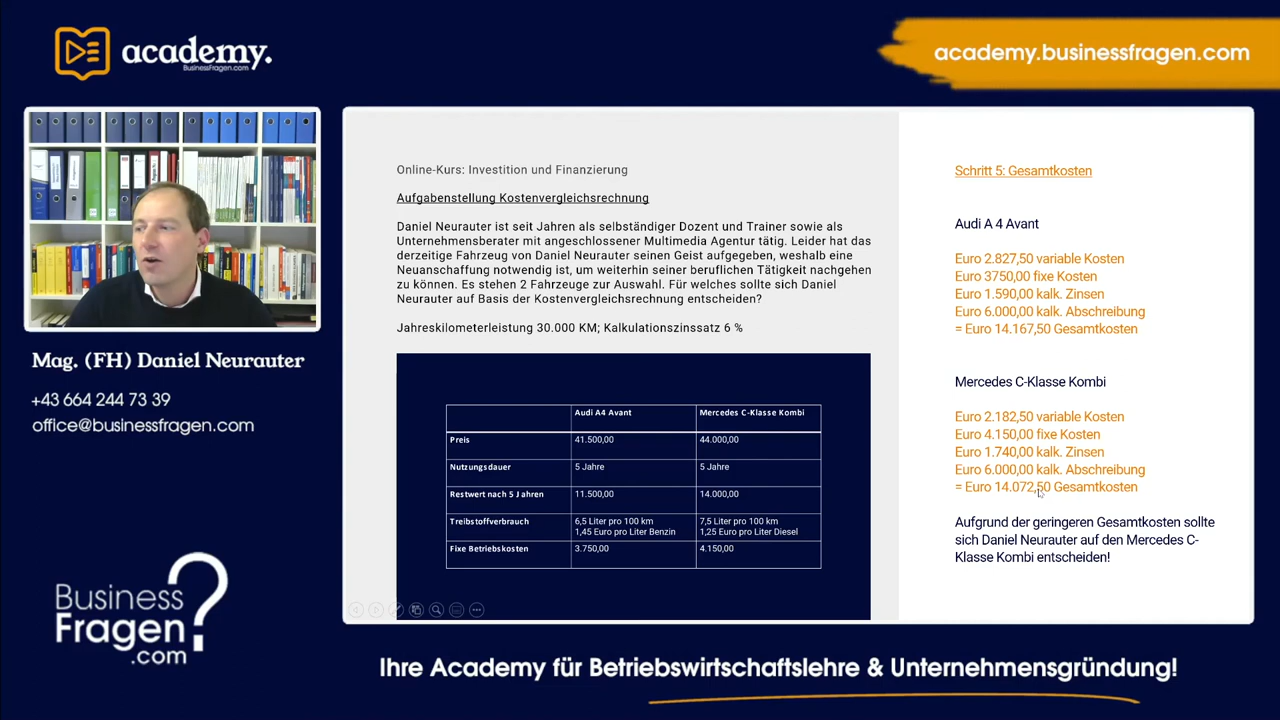 academy.
BusinessFragen.com
academy.businessfragen.com
Mag. (FH) Daniel Neurauter
+43 664 244 73 39
office@businessfragen.com
Business
Fragen
.com
?
Online-Kurs: Investition und Finanzierung
Aufgabenstellung Kostenvergleichsrechnung
Daniel Neurauter ist seit Jahren als selbständiger Dozent und Trainer sowie als
Unternehmensberater mit angeschlossener Multimedia Agentur tätig. Leider hat das
derzeitige Fahrzeug von Daniel Neurauter seinen Geist aufgegeben, weshalb eine
Neuanschaffung notwendig ist, um weiterhin seiner beruflichen Tätigkeit nachgehen
zu können. Es stehen 2 Fahrzeuge zur Auswahl. Für welches sollte sich Daniel
Neurauter auf Basis der Kostenvergleichsrechnung entscheiden?
Jahreskilometerleistung 30.000 KM; Kalkulationszinssatz 6 %
Audi A4 Avant Mercedes C-Klasse Kombi
Preis 41.500,00 44.000,00
Nutzungsdauer 5 Jahre 5 Jahre
Restwert nach 5 Jahren 11.500,00 14.000,00
Treibstoffverbrauch 6,5 Liter pro 100 km 7,5 Liter pro 100 km
1,45 Euro pro Liter Benzin 1,25 Euro pro Liter Diesel
Fixe Betriebskosten 3.750,00 4.150,00
Schritt 5: Gesamtkosten
Audi A 4 Avant
Euro 2.827,50 variable Kosten
Euro 3750,00 fixe Kosten
Euro 1.590,00 kalk. Zinsen
Euro 6.000,00 kalk. Abschreibung
= Euro 14.167,50 Gesamtkosten
Mercedes C-Klasse Kombi
Euro 2.182,50 variable Kosten
Euro 4.150,00 fixe Kosten
Euro 1.740,00 kalk. Zinsen
Euro 6.000,00 kalk. Abschreibung
= Euro 14.072,50 Gesamtkosten
Aufgrund der geringeren Gesamtkosten sollte
sich Daniel Neurauter auf den Mercedes C-
Klasse Kombi entscheiden!
Ihre Academy für Betriebswirtschaftslehre & Unternehmensgründung!